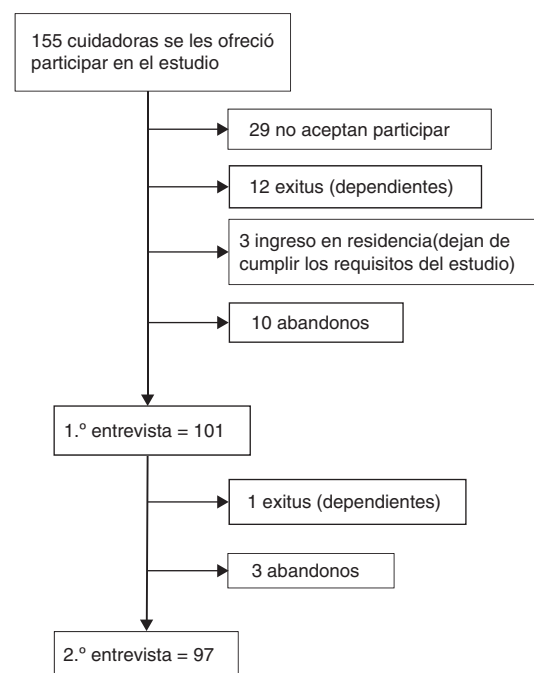 155 cuidadoras se les ofreció
participar en el estudio
29 no aceptan participar
12 exitus (dependientes)
3 ingreso en residencia(dejan de
cumplir los requisitos del estudio)
10 abandonos
1.º entrevista = 101
1 exitus (dependientes)
3 abandonos
2.º entrevista = 97